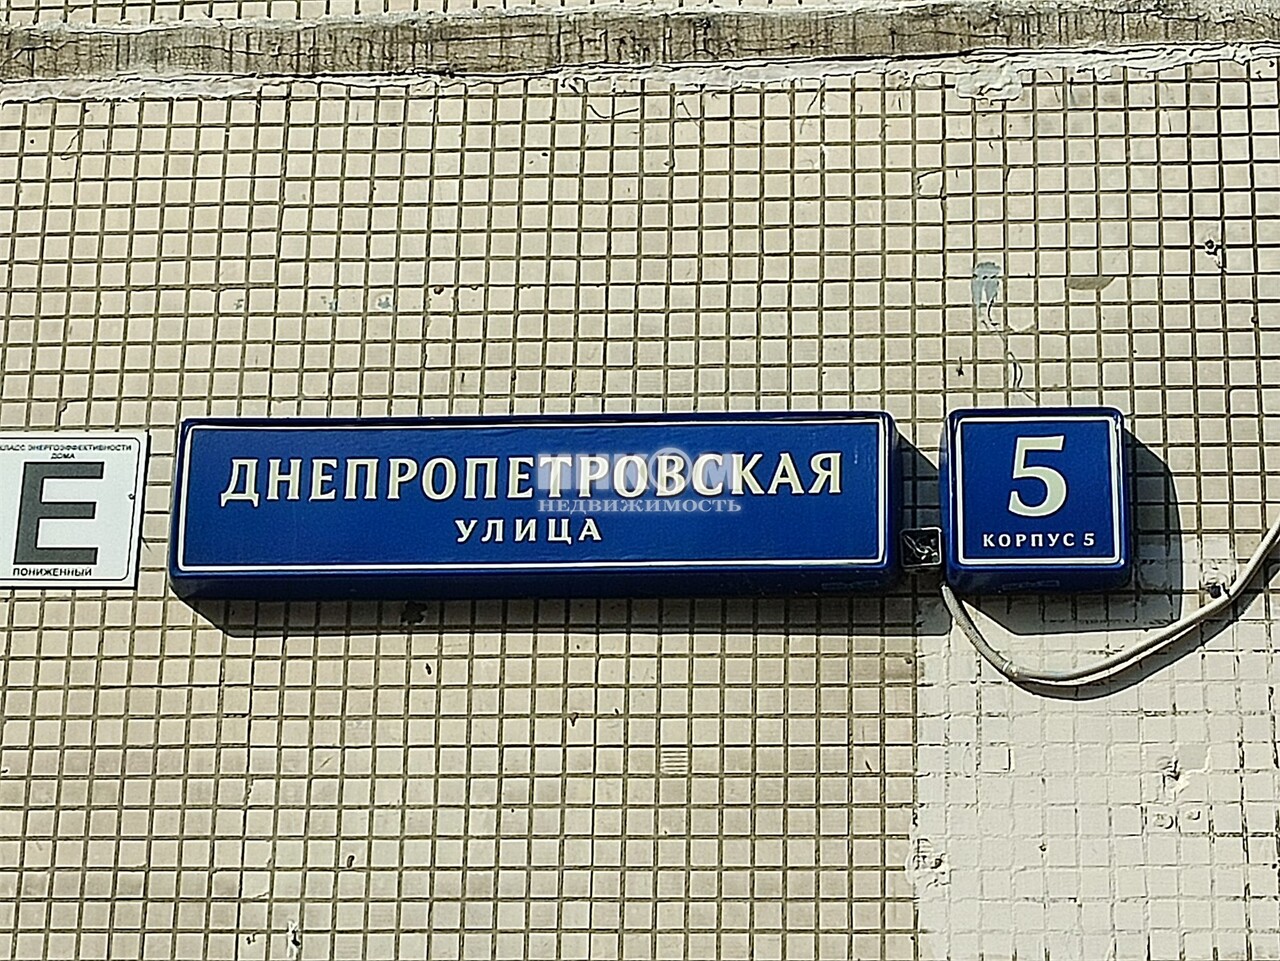 КЛАСС ЭНЕРГОЭФФЕКТИВНОСТИ
ДОМА
E
ПОНИЖЕННЫЙ
ДНЕПРОПЕТРОВСКАЯ
УЛИЦА
НЕДВИЖИМОСТЬ
5
КОРПУС 5